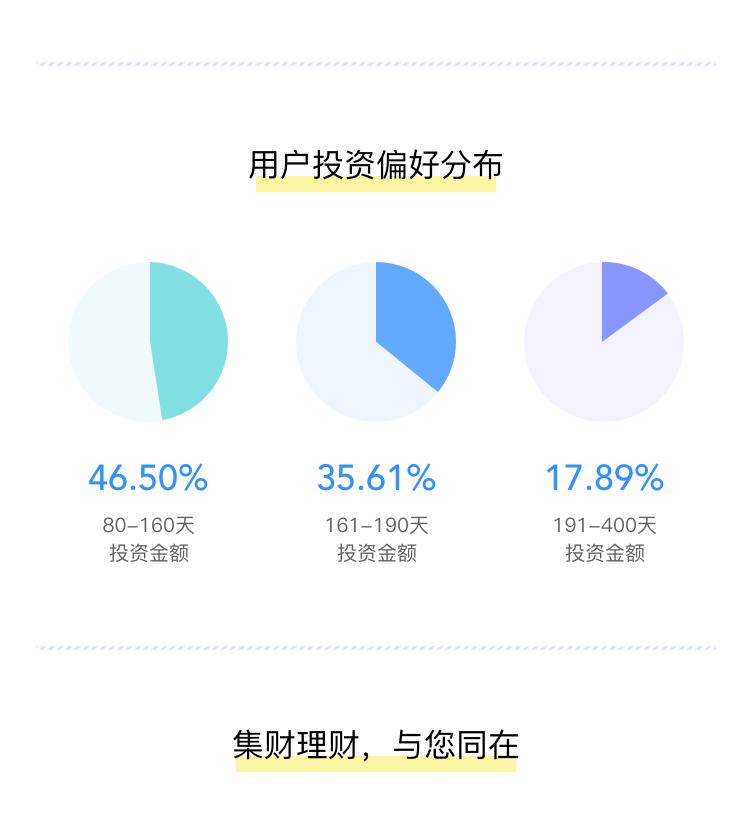 用户投资偏好分布
46.50%
35.61%
17.89%
80-160天
投资金额
161-190天
投资金额
191-400天
投资金额
集财理财，与您同在